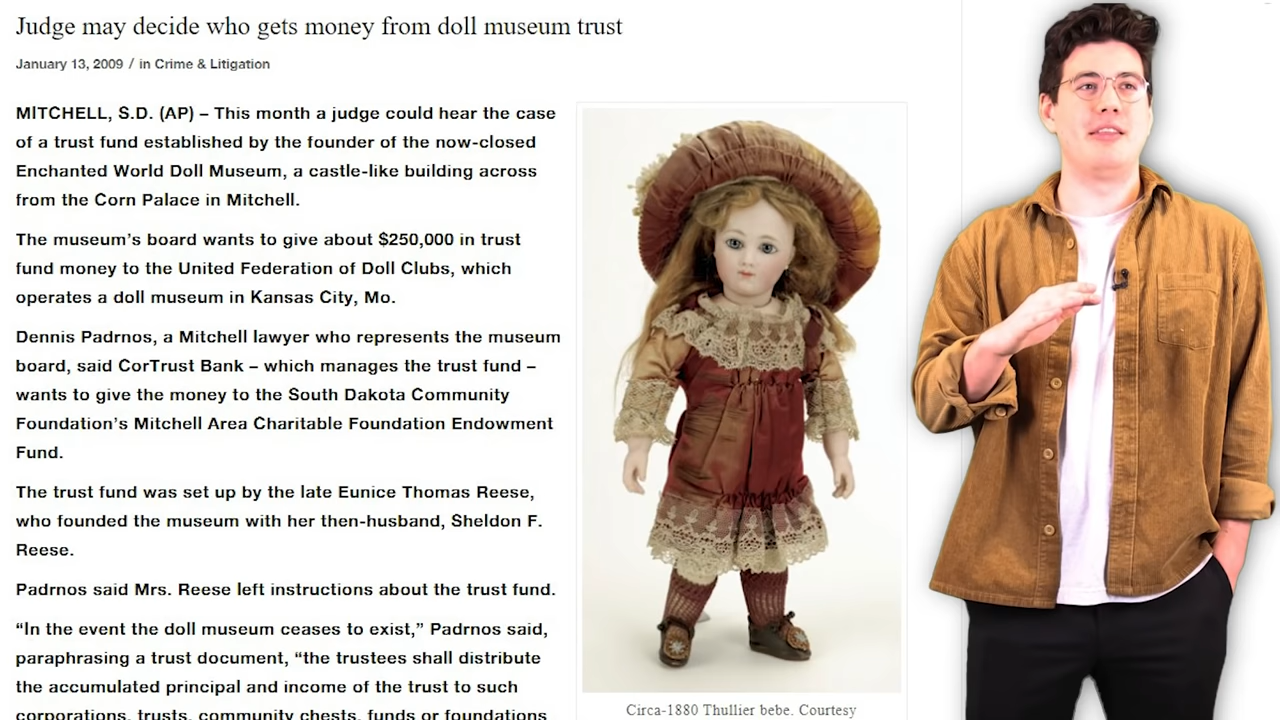 Judge may decide who gets money from doll museum trust
January 13, 2009 / in Crime & Litigation
MITCHELL, S.D. (AP) – This month a judge could hear the case
of a trust fund established by the founder of the now-closed
Enchanted World Doll Museum, a castle-like building across
from the Corn Palace in Mitchell.
The museum’s board wants to give about $250,000 in trust
fund money to the United Federation of Doll Clubs, which
operates a doll museum in Kansas City, Mo.
Dennis Padrnos, a Mitchell lawyer who represents the museum
board, said CorTrust Bank – which manages the trust fund –
wants to give the money to the South Dakota Community
Foundation’s Mitchell Area Charitable Foundation Endowment
Fund.
The trust fund was set up by the late Eunice Thomas Reese,
who founded the museum with her then-husband, Sheldon F.
Reese.
Padrnos said Mrs. Reese left instructions about the trust fund.
“In the event the doll museum ceases to exist,” Padrnos said,
paraphrasing a trust document, “the trustees shall distribute
the accumulated principal and income of the trust to such
corporations, trusts, community chests, funds or foundations
Circa-1880 Thullier bebe. Courtesy